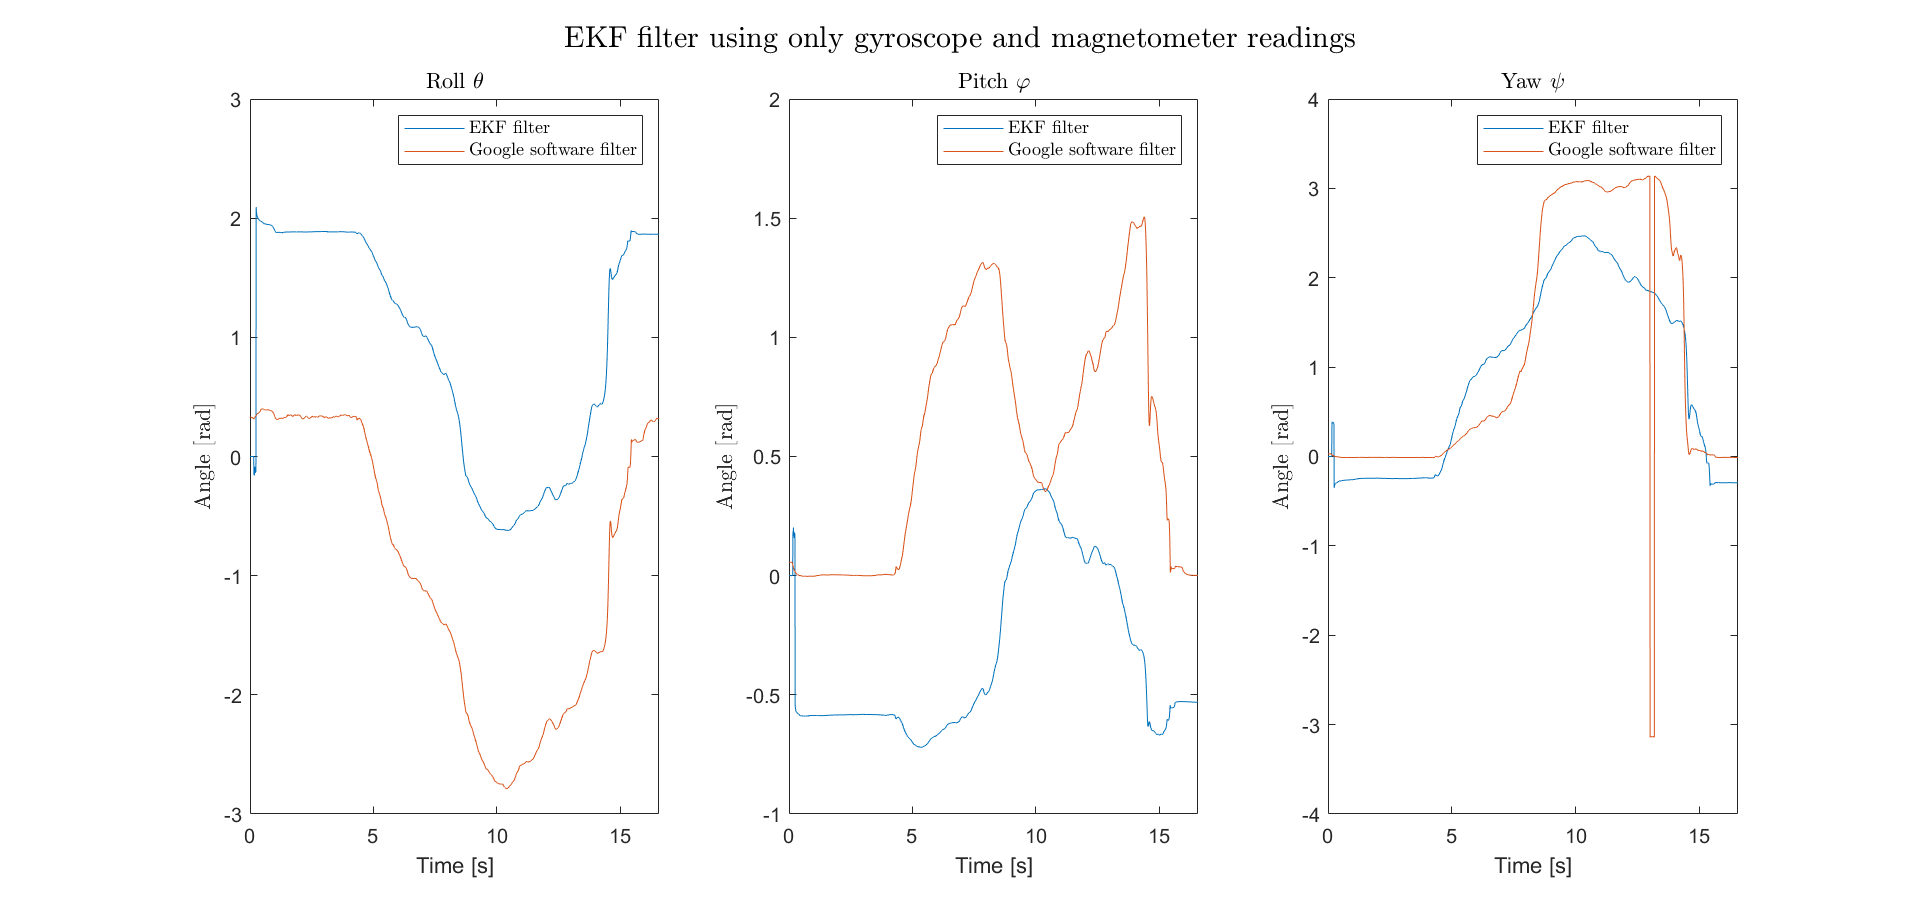 EKF filter using only gyroscope and magnetometer readings
Roll θ
3
2
1
0
-1
-2
-3
0 5 10 15
Angle [rad]
Time [s]
EKF filter
Google software filter
Pitch φ
2
1.5
1
0.5
0
-0.5
-1
0 5 10 15
Angle [rad]
Time [s]
EKF filter
Google software filter
Yaw ψ
4
3
2
1
0
-1
-2
-3
-4
0 5 10 15
Angle [rad]
Time [s]
EKF filter
Google software filter